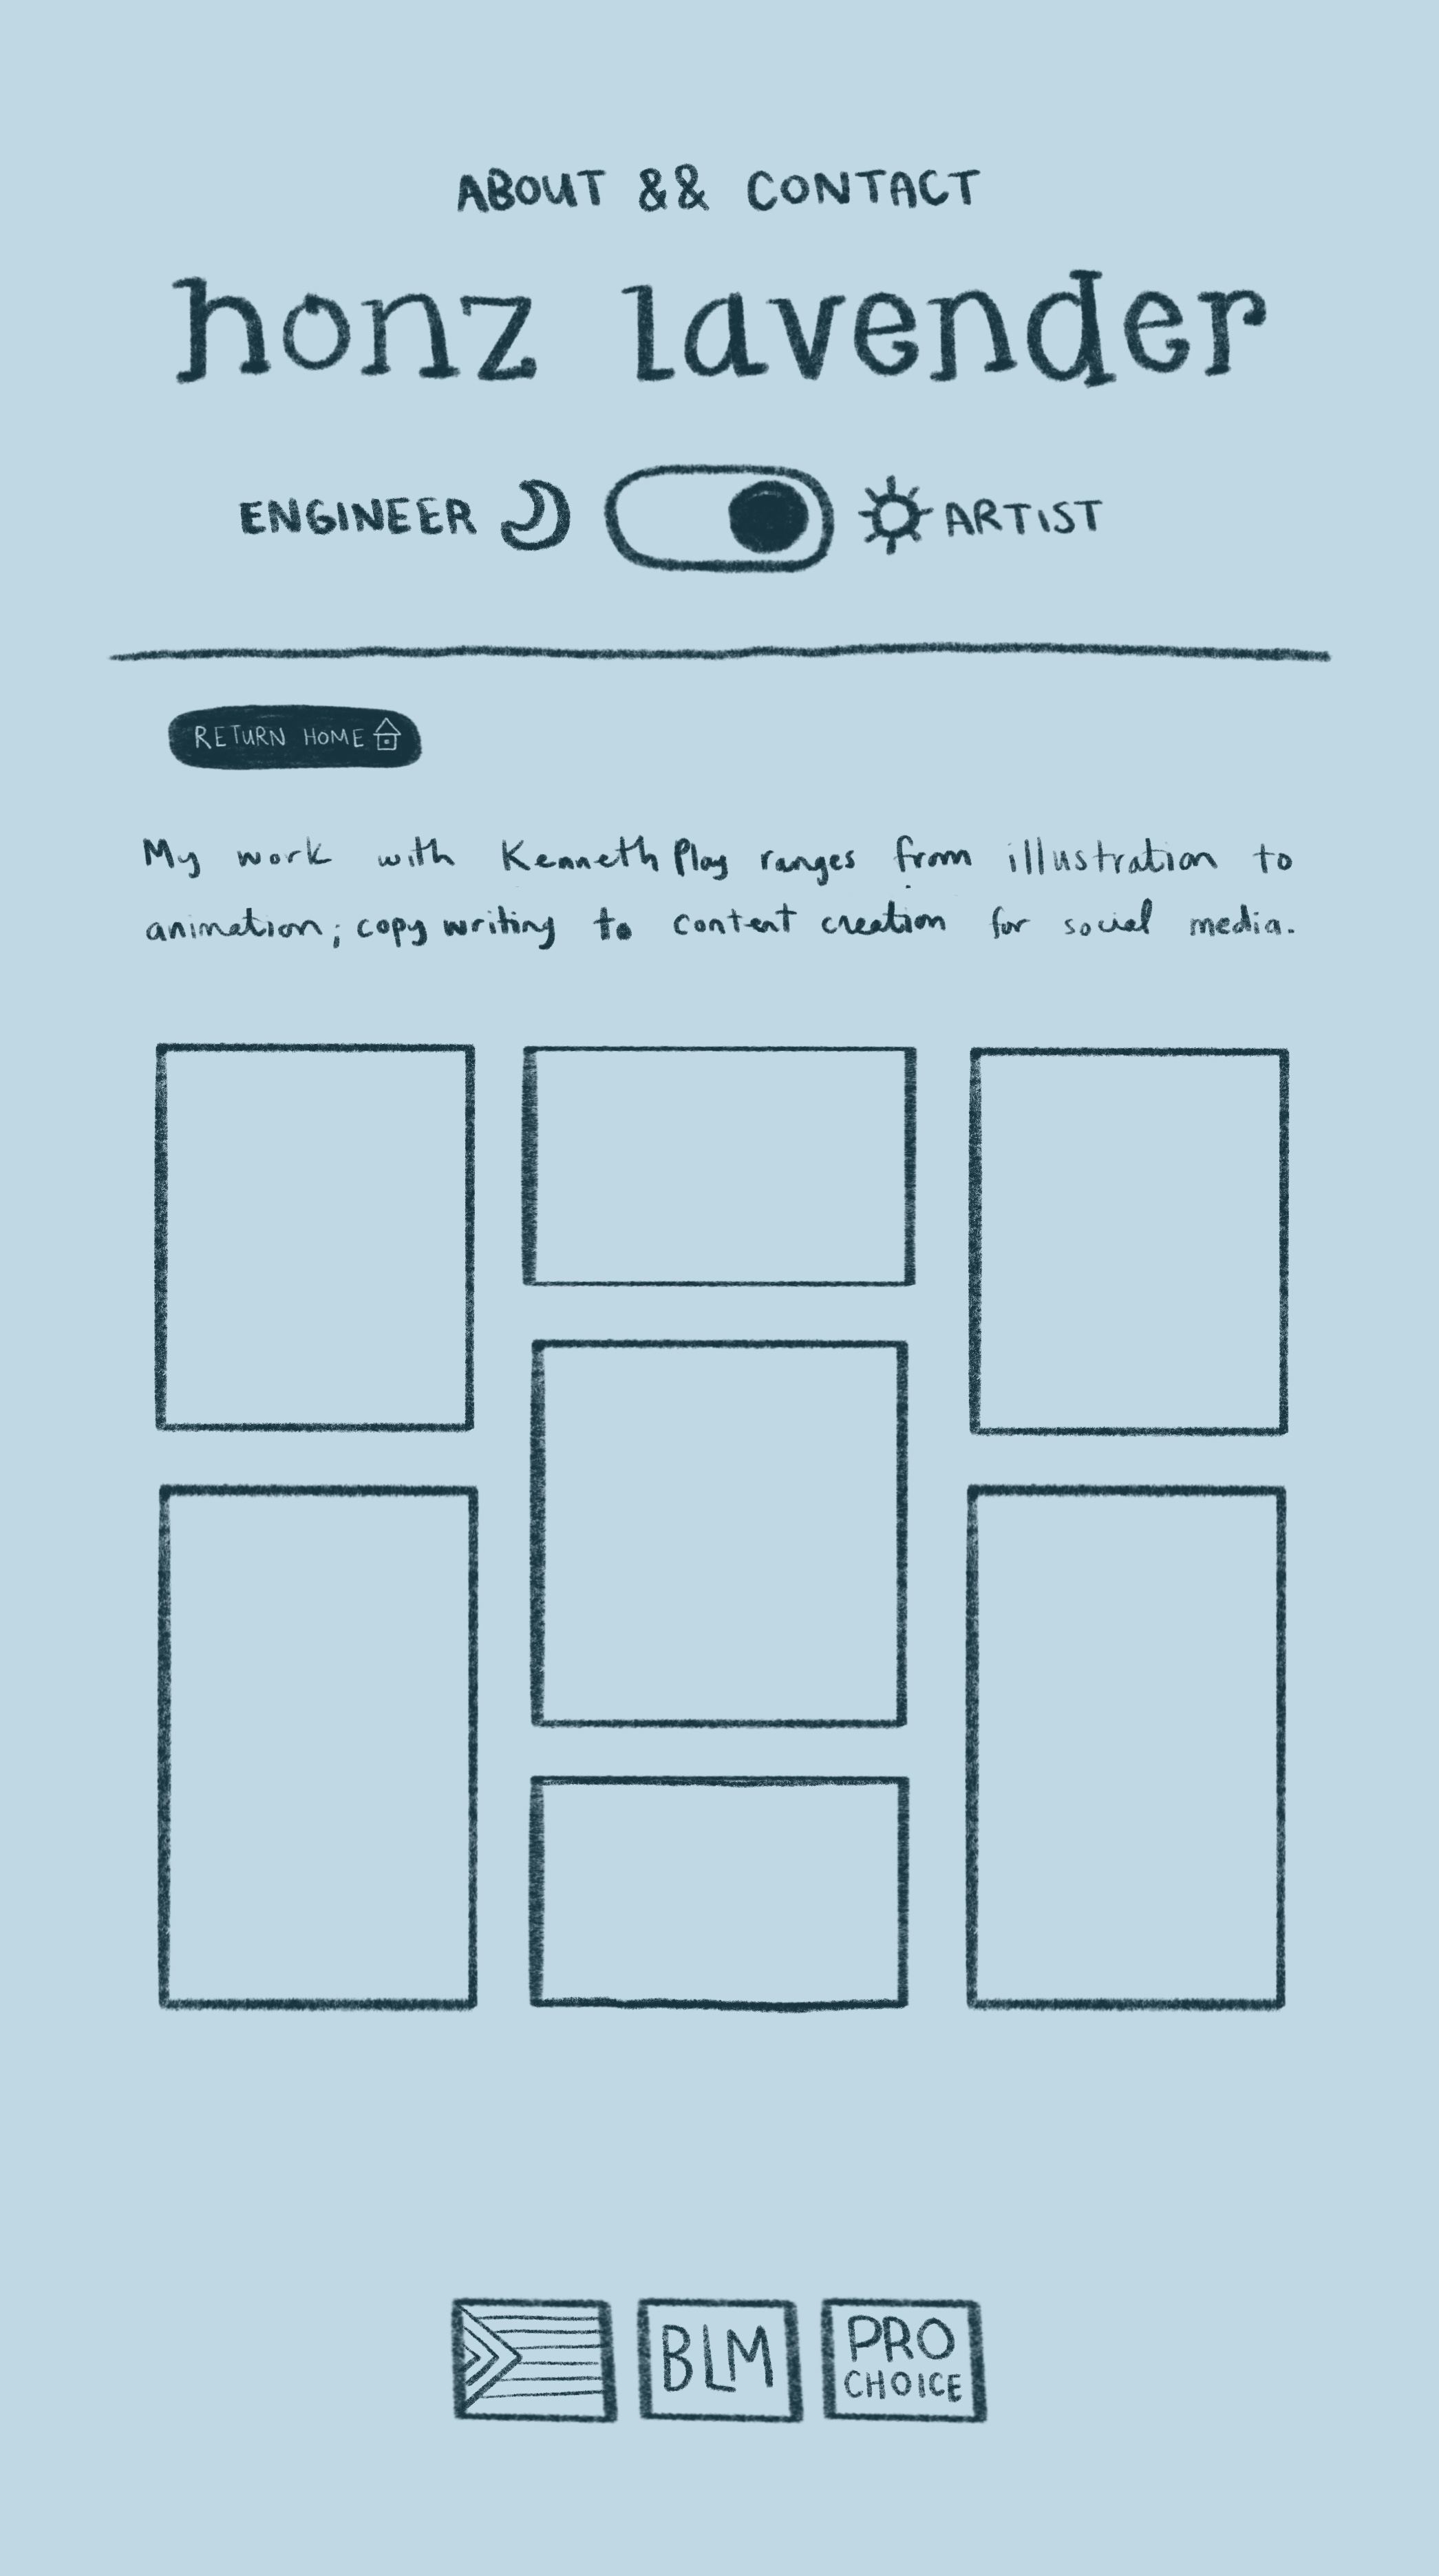 ABOUT && CONTACT
honz lavender
ENGINEER ARTIST
RETURN HOME
My work with Kenneth Play ranges from illustration to
animation; copy writing to content creation for social media.
BLM
PRO
CHOICE